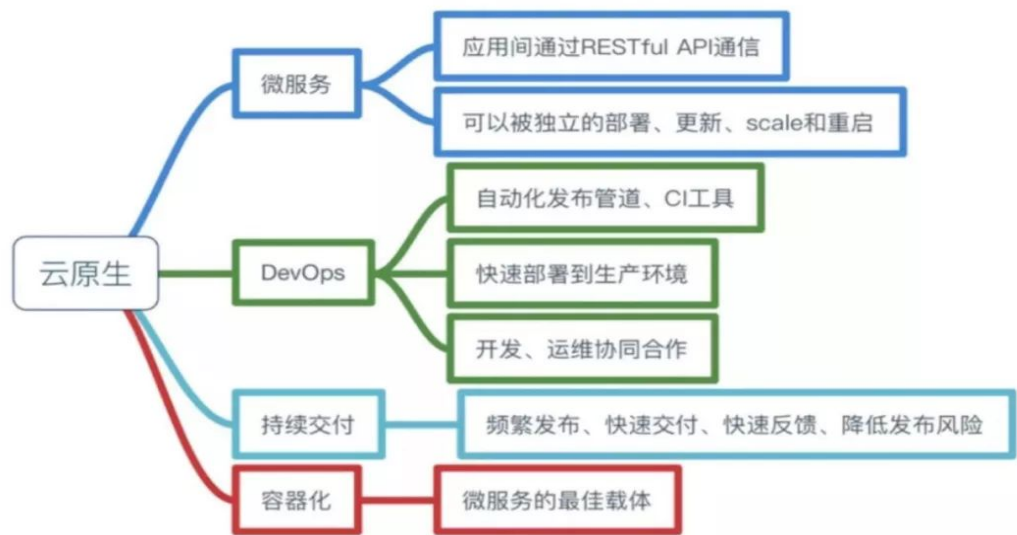 云原生
微服务
应用间通过RESTful API通信
可以被独立的部署、更新、scale和重启
DevOps
自动化发布管道、CI工具
快速部署到生产环境
开发、运维协同合作
持续交付
频繁发布、快速交付、快速反馈、降低发布风险
容器化
微服务的最佳载体